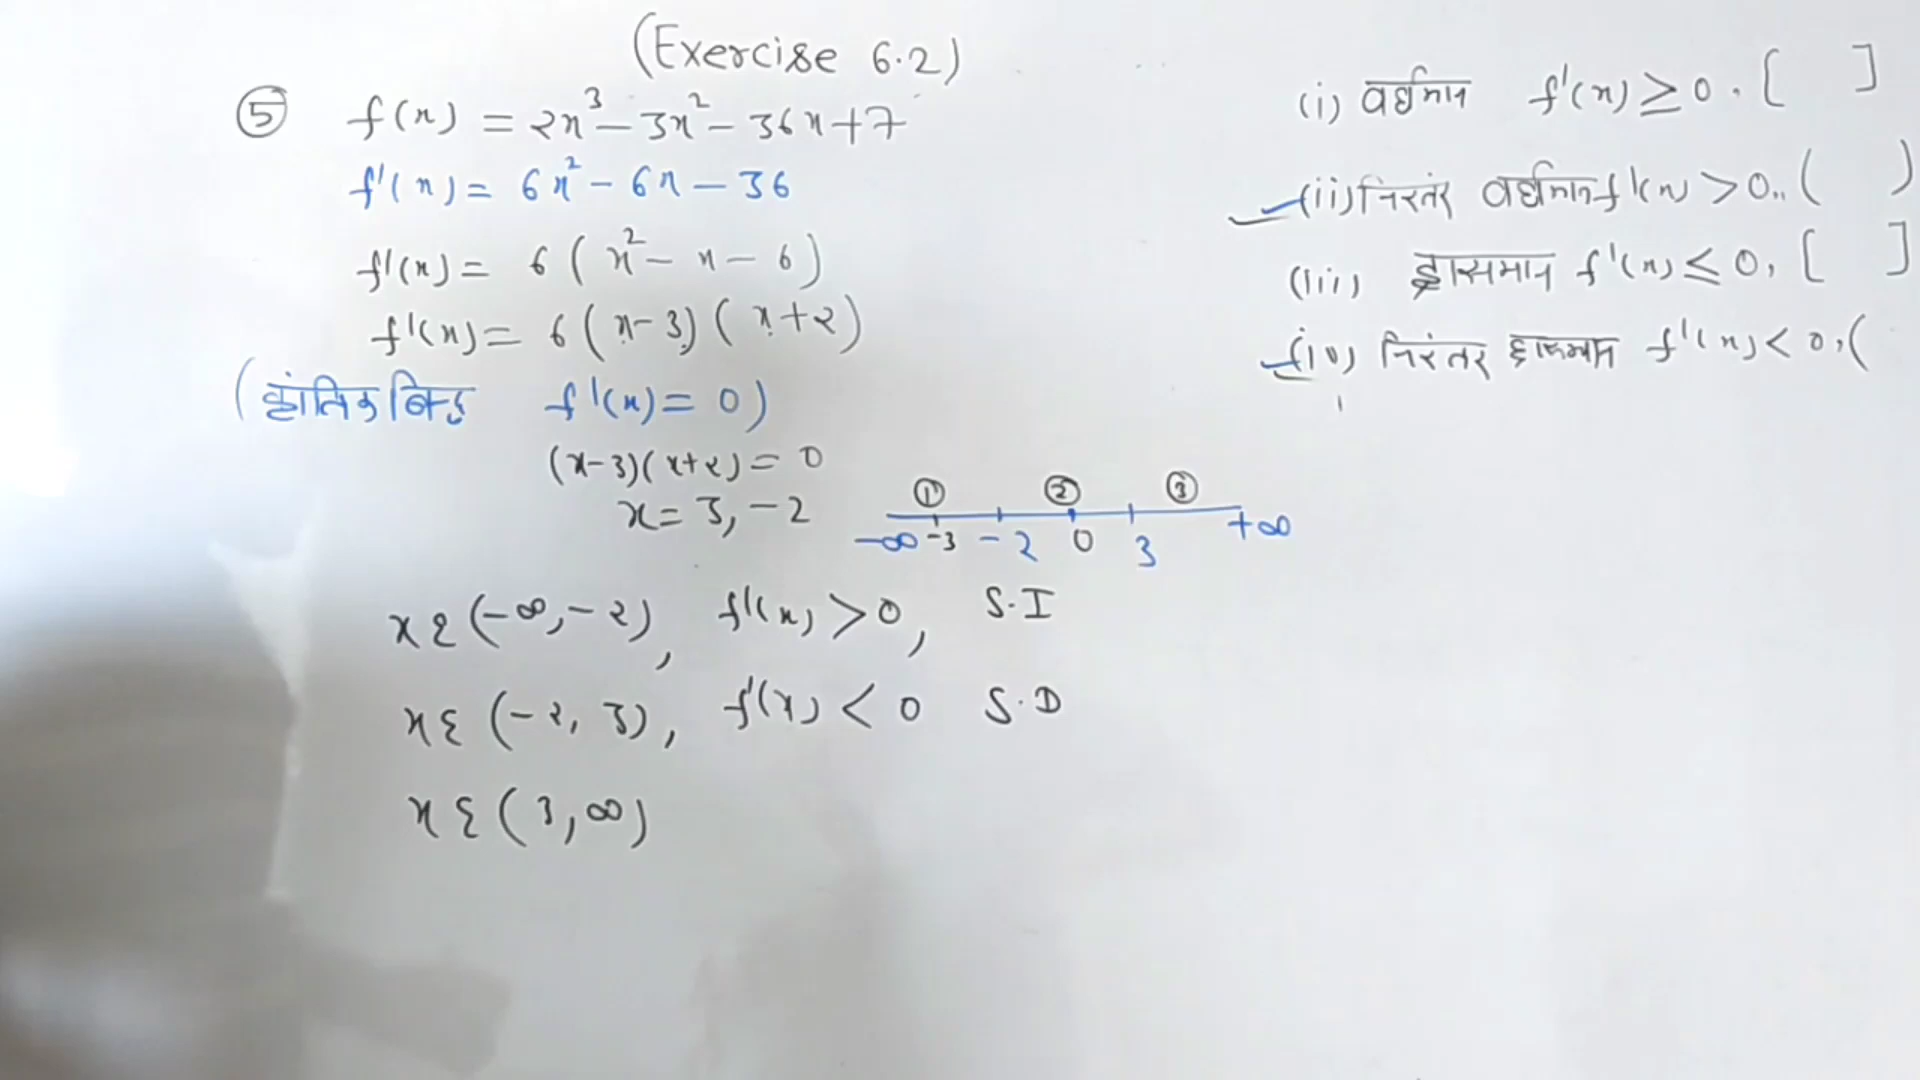 (Exercise 6.2)
⑤ f(x) = 2x³ – 3x² – 36x + 7
f'(x) = 6x² – 6x – 36
f'(x) = 6 ( x² – x – 6 )
f'(x) = 6 ( x – 3 ) ( x + 2 )
f'(x) = 0 )
(x – 3)( x + 2 ) = 0
x = 3, – 2
① ② ③
–∞ –3 – 2 0 3 +∞
x ε (–∞, – 2), f'(x) > 0, S.I
x ε (– 2, 3), f'(x) < 0 S.D
x ε ( 3, ∞)
(i) वर्धमान f'(x) ≥ 0 . [ ]
(ii) निरतंर वर्धमान f'(x) > 0.. ( )
(iii) ह्रासमान f'(x) ≤ 0, [ ]
(iv) निरंतर ह्रासमान f'(x) < 0, (